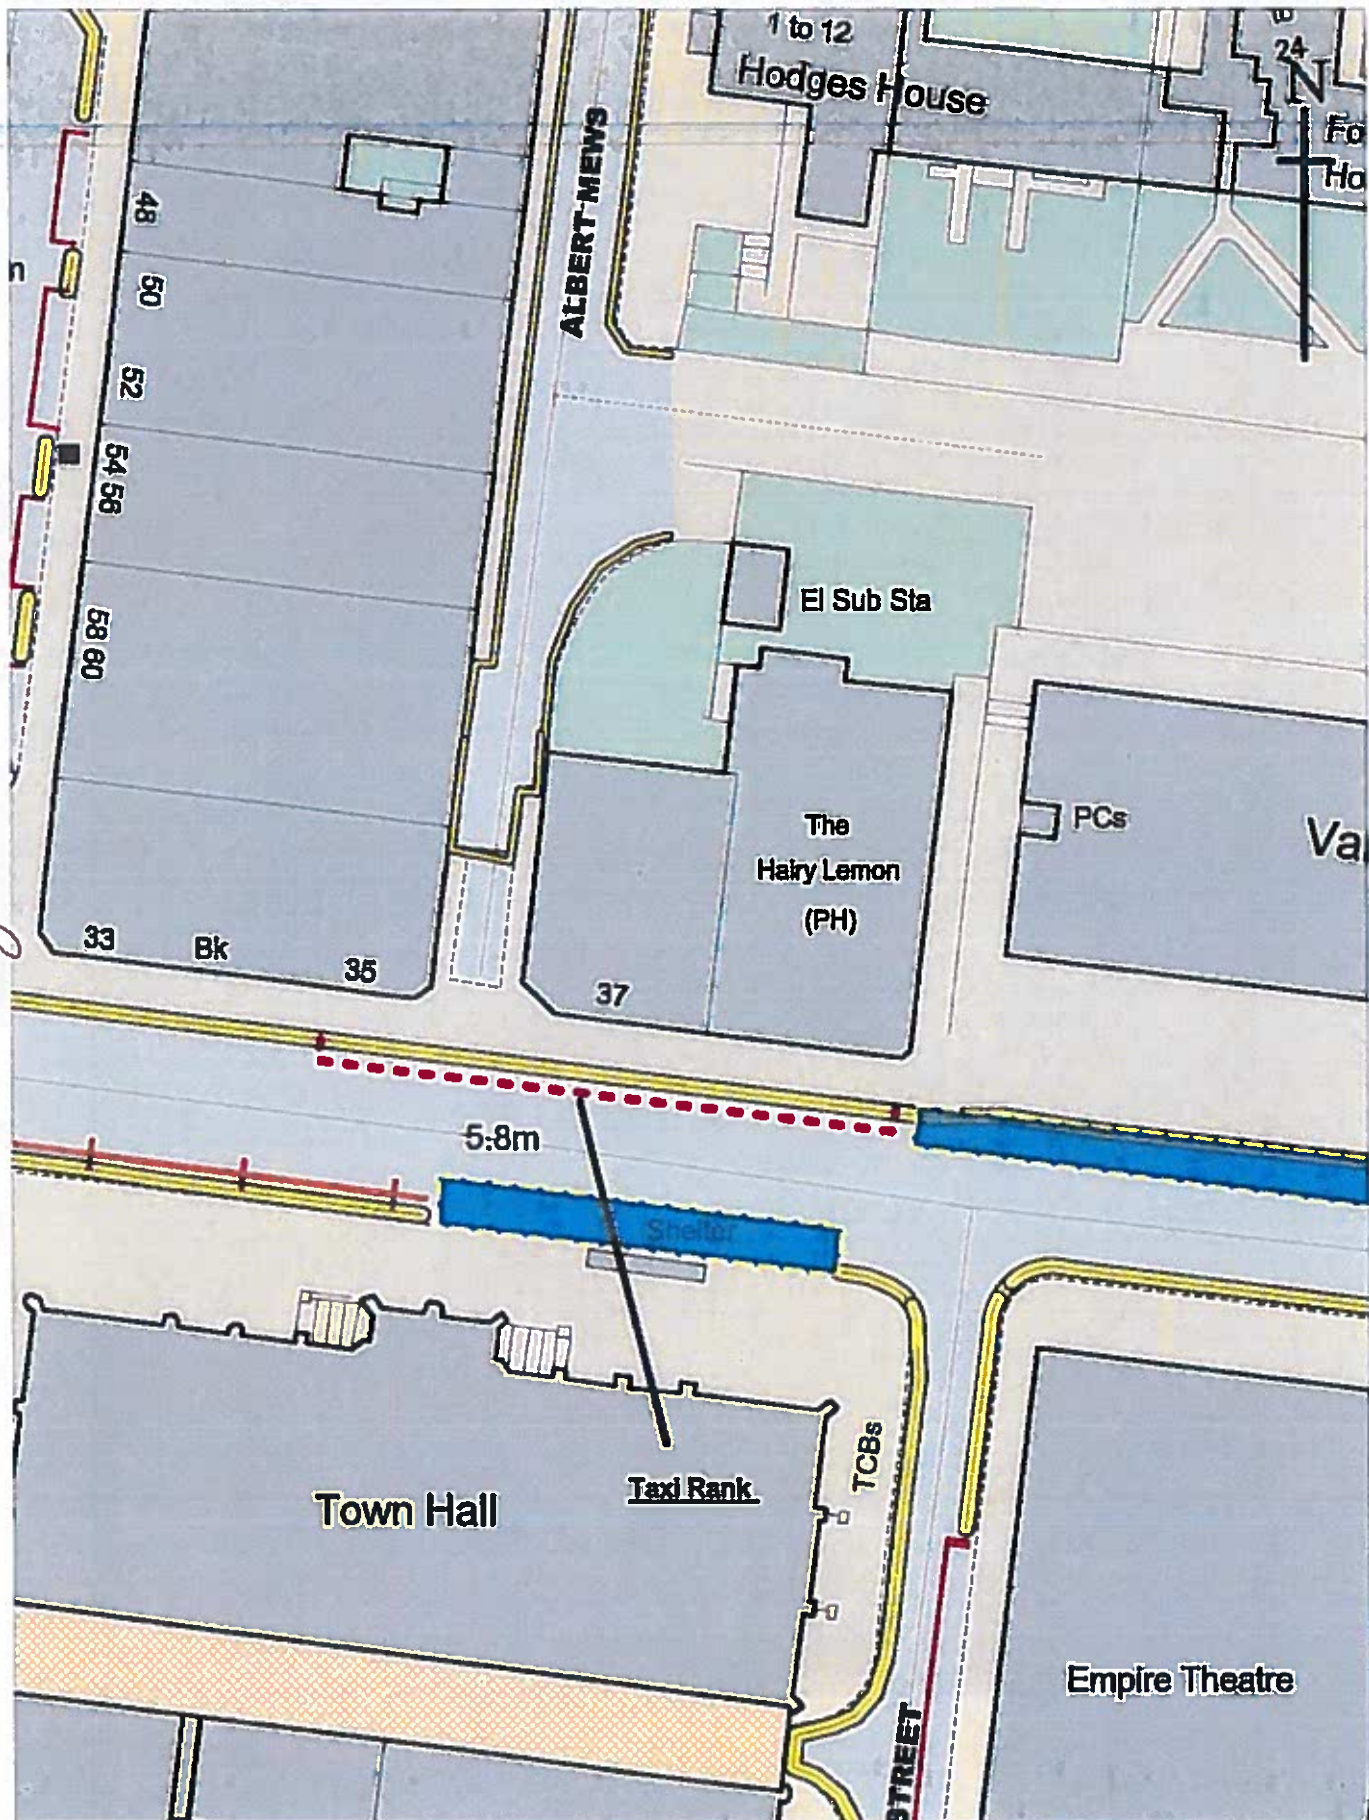 1 to 12
Hodges House
24
N
Fo
Ho
ALBERT MEWS
48
50
52
54 56
58 60
El Sub Sta
PCs
Va
The
Hairy Lemon
(PH)
33
Bk
35
37
5.8m
Shelter
TCBs
Taxi Rank
Town Hall
Empire Theatre
STREET